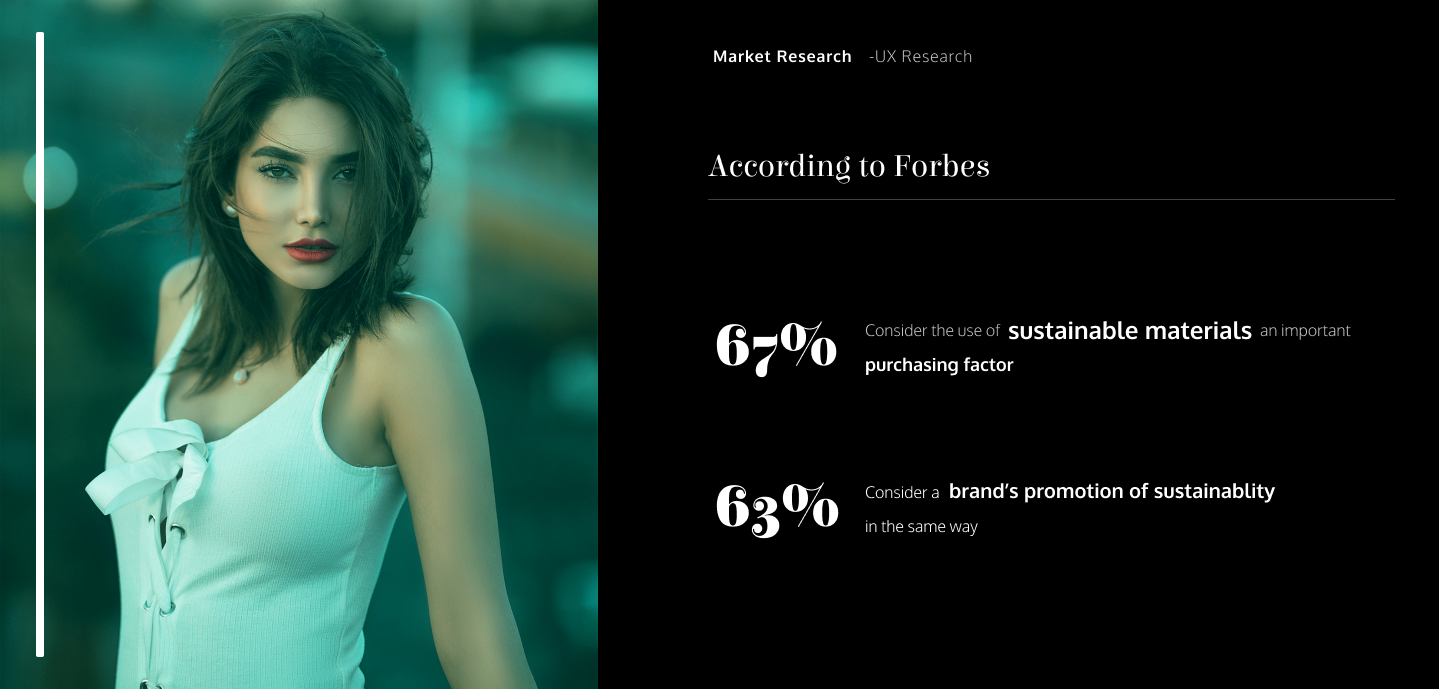 Market Research -UX Research
According to Forbes
67% Consider the use of sustainable materials an important
purchasing factor
63% Consider a brand’s promotion of sustainablity
in the same way